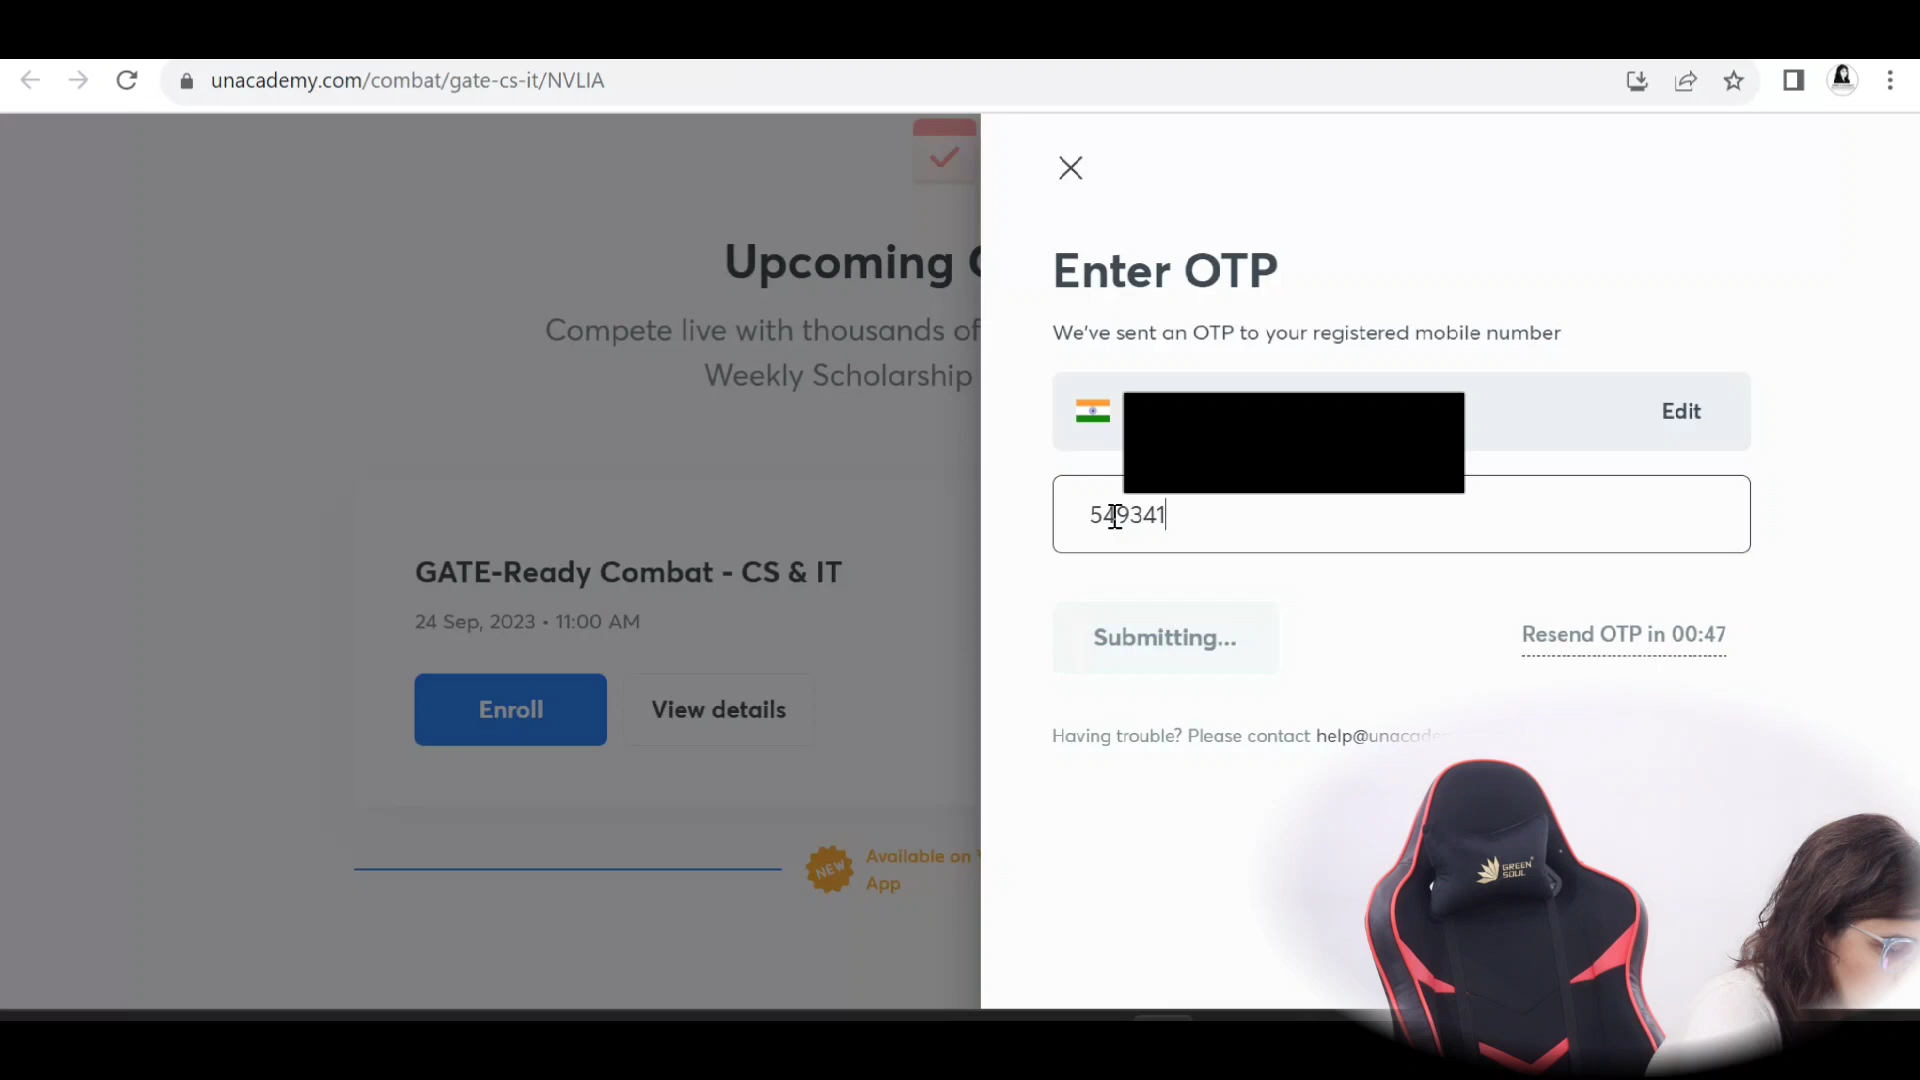 unacademy.com/combat/gate-cs-it/NVLIA
Upcoming
Compete live with thousands of
Weekly Scholarship
GATE-Ready Combat - CS & IT
24 Sep, 2023 • 11:00 AM
Enroll
View details
NEW
Available on
App
Enter OTP
We've sent an OTP to your registered mobile number
Edit
549341
Submitting...
Resend OTP in 00:47
Having trouble? Please contact help@unacade
GREEN
SOUL